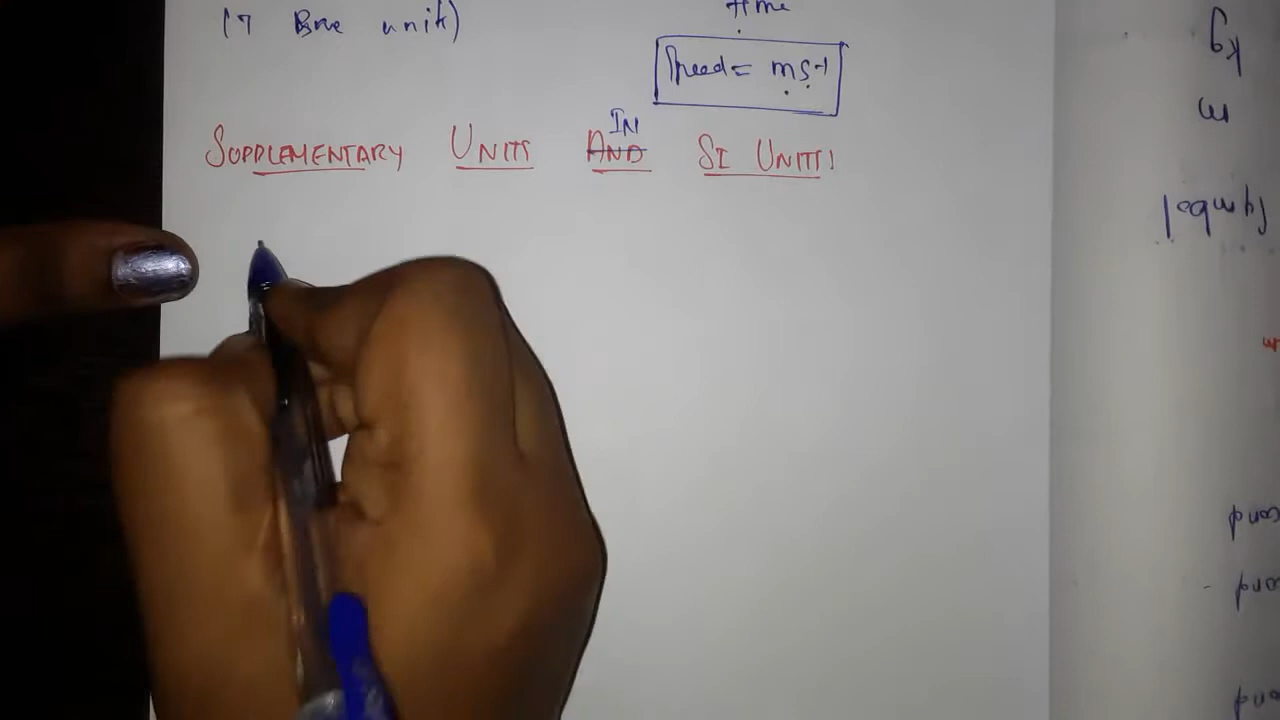 time
(7 Base unit)
Speed = ms-1
IN
SUPPLEMENTARY UNITS AND SI UNITS
kg
m
Symbol